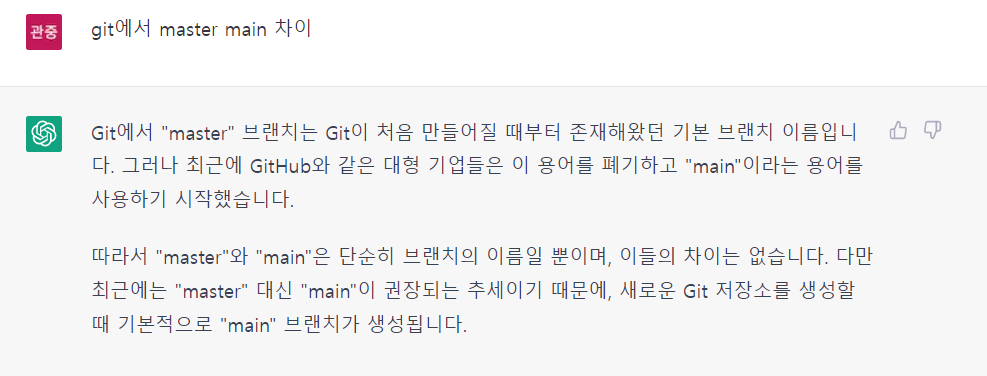 관중
git에서 master main 차이
Git에서 "master" 브랜치는 Git이 처음 만들어질 때부터 존재해왔던 기본 브랜치 이름입니
다. 그러나 최근에 GitHub와 같은 대형 기업들은 이 용어를 폐기하고 "main"이라는 용어를
사용하기 시작했습니다.
따라서 "master"와 "main"은 단순히 브랜치의 이름일 뿐이며, 이들의 차이는 없습니다. 다만
최근에는 "master" 대신 "main"이 권장되는 추세이기 때문에, 새로운 Git 저장소를 생성할
때 기본적으로 "main" 브랜치가 생성됩니다.